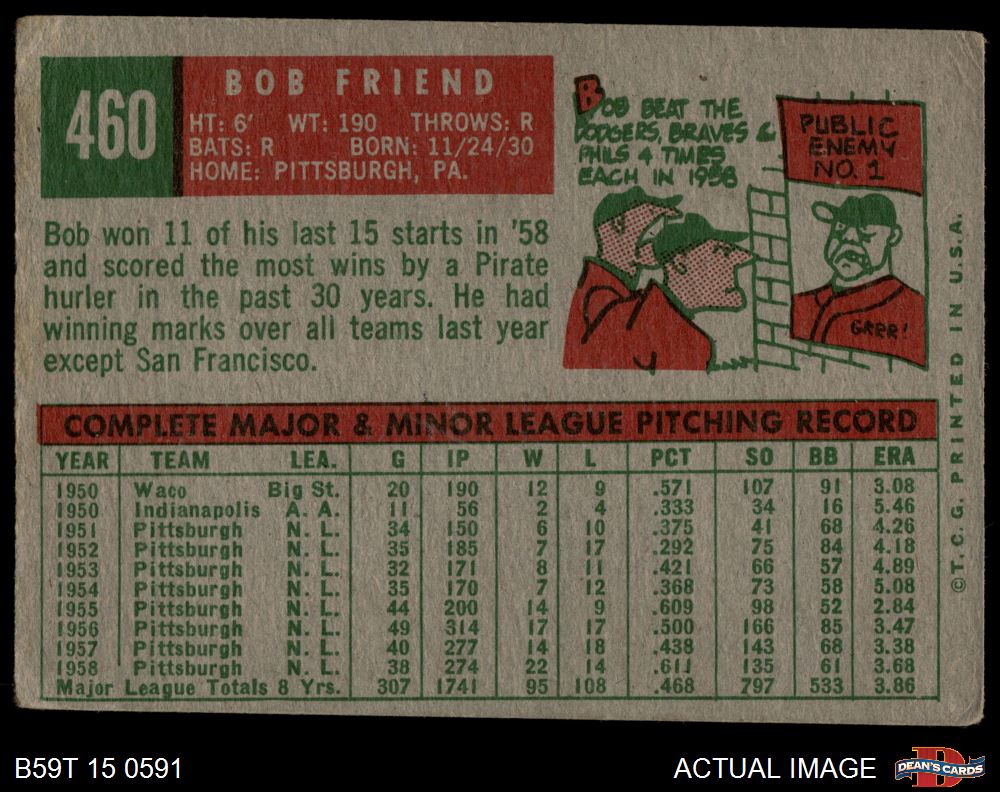 460
BOB FRIEND
HT: 6' WT: 190 THROWS: R
BATS: R BORN: 11/24/30
HOME: PITTSBURGH, PA.
BOB BEAT THE
DODGERS, BRAVES &
PHILS 4 TIMES
EACH IN 1958
PUBLIC
ENEMY
NO. 1
GRRR!
Bob won 11 of his last 15 starts in '58
and scored the most wins by a Pirate
hurler in the past 30 years. He had
winning marks over all teams last year
except San Francisco.
COMPLETE MAJOR & MINOR LEAGUE PITCHING RECORD
YEAR TEAM LEA. G IP W L PCT SO BB ERA
1950 Waco Big St. 20 190 12 9 .571 107 91 3.08
1950 Indianapolis A. A. 11 56 2 4 .333 34 16 5.46
1951 Pittsburgh N. L. 34 150 6 10 .375 41 68 4.26
1952 Pittsburgh N. L. 35 185 7 17 .292 75 84 4.18
1953 Pittsburgh N. L. 32 171 8 11 .421 66 57 4.89
1954 Pittsburgh N. L. 35 170 7 12 .368 73 58 5.08
1955 Pittsburgh N. L. 44 200 14 9 .609 98 52 2.84
1956 Pittsburgh N. L. 49 314 17 17 .500 166 85 3.47
1957 Pittsburgh N. L. 40 277 14 18 .438 143 68 3.38
1958 Pittsburgh N. L. 38 274 22 14 .611 135 61 3.68
Major League Totals 8 Yrs. 307 1741 95 108 .468 797 533 3.86
©T. C. G. PRINTED IN U.S.A.
B59T 15 0591
ACTUAL IMAGE
D
DEAN'S CARDS